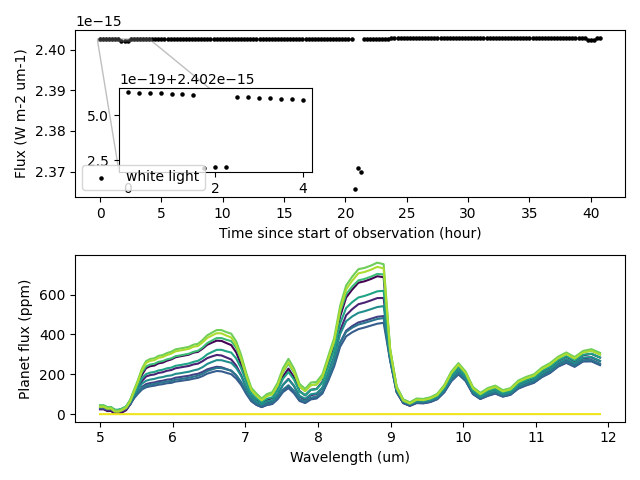 1e−15
2.40
2.39
2.38
2.37
Flux (W m-2 um-1)
1e−19+2.402e−15
5.0
2.5
0 2 4
white light
0 5 10 15 20 25 30 35 40
Time since start of observation (hour)
600
400
200
0
Planet flux (ppm)
5 6 7 8 9 10 11 12
Wavelength (um)